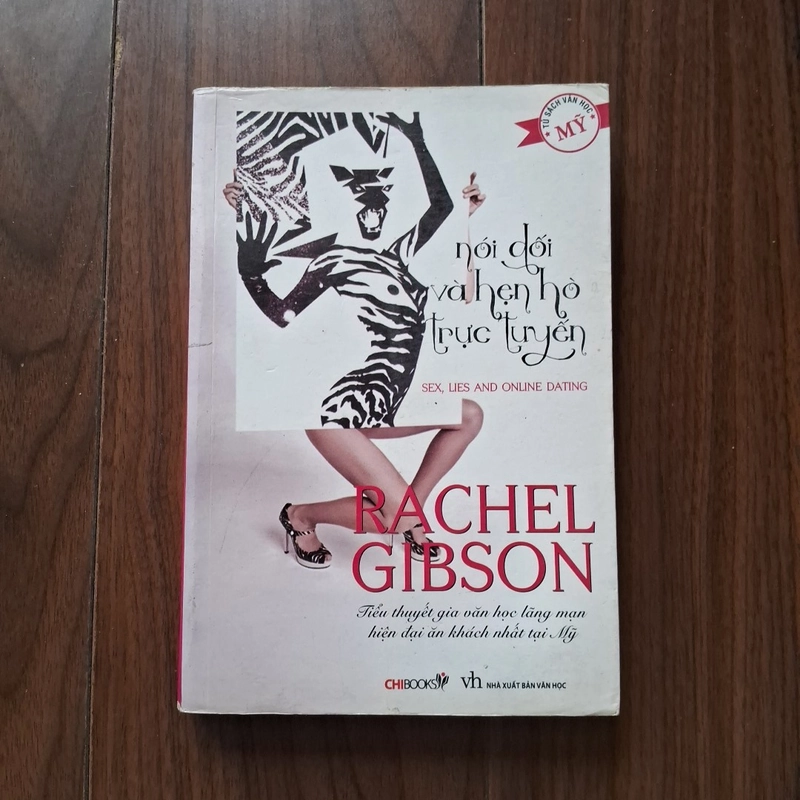 TỦ SÁCH VĂN HỌC
MỸ
nói dối
và hẹn hò
trực tuyến
SEX, LIES AND ONLINE DATING
RACHEL
GIBSON
Tiểu thuyết gia văn học lãng mạn
hiện đại ăn khách nhất tại Mỹ
CHIBOOKS vh NHÀ XUẤT BẢN VĂN HỌC